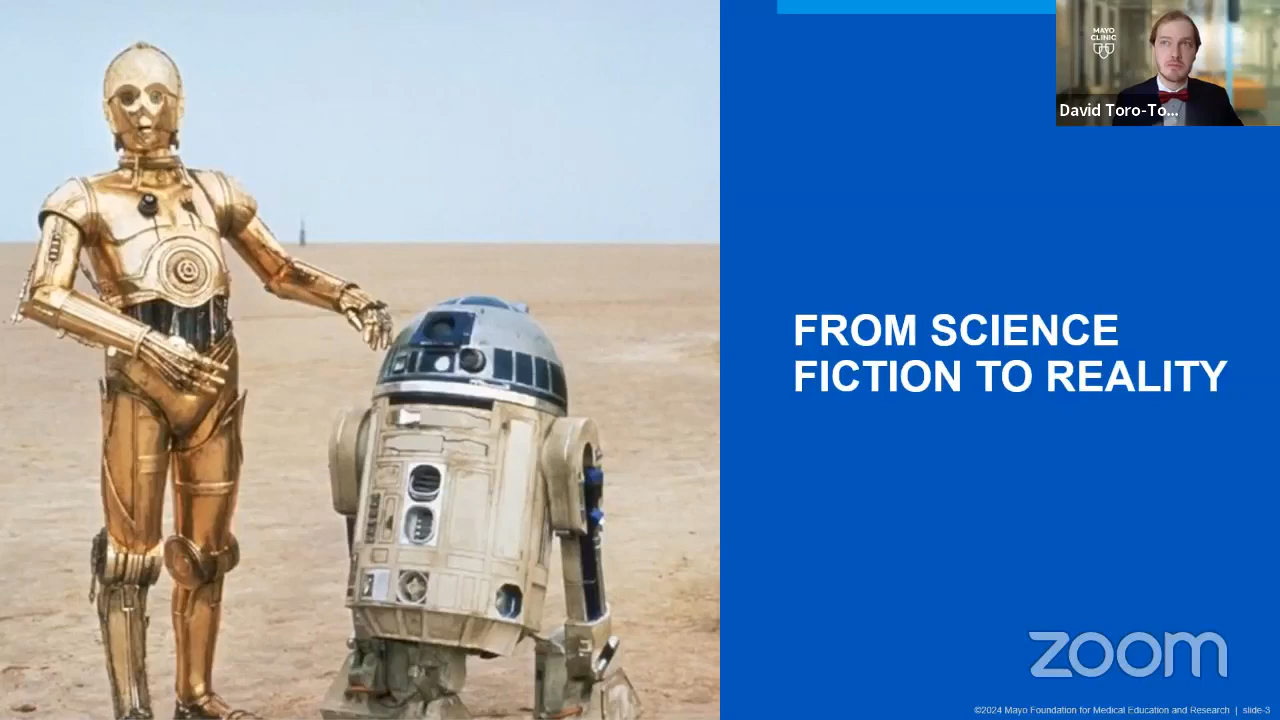 MAYO
CLINIC
David Toro-To...
FROM SCIENCE
FICTION TO REALITY
zoom
©2024 Mayo Foundation for Medical Education and Research | slide-3